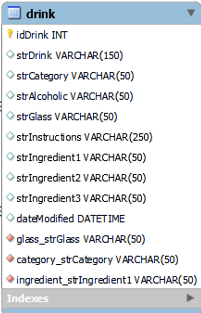 drink
idDrink INT
strDrink VARCHAR(150)
strCategory VARCHAR(50)
strAlcoholic VARCHAR(50)
strGlass VARCHAR(50)
strInstructions VARCHAR(250)
strIngredient1 VARCHAR(50)
strIngredient2 VARCHAR(50)
strIngredient3 VARCHAR(50)
dateModified DATETIME
glass_strGlass VARCHAR(50)
category_strCategory VARCHAR(50)
ingredient_strIngredient1 VARCHAR(50)
Indexes